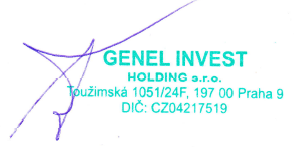 GENEL INVEST
HOLDING s.r.o.
Toužimská 1051/24F, 197 00 Praha 9
DIČ: CZ04217519